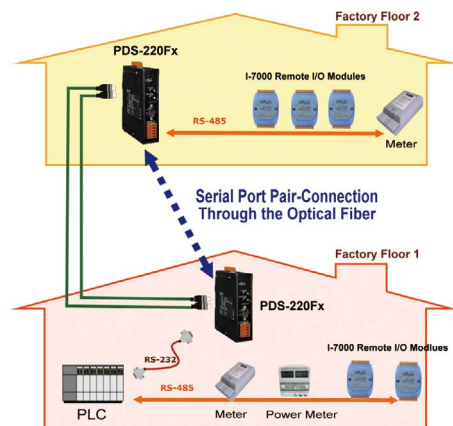 Factory Floor 2
PDS-220Fx
I-7000 Remote I/O Modules
RS-485
Meter
Serial Port Pair-Connection
Through the Optical Fiber
Factory Floor 1
PDS-220Fx
I-7000 Remote I/O Modlues
RS-232
RS-485
PLC
Meter
Power Meter